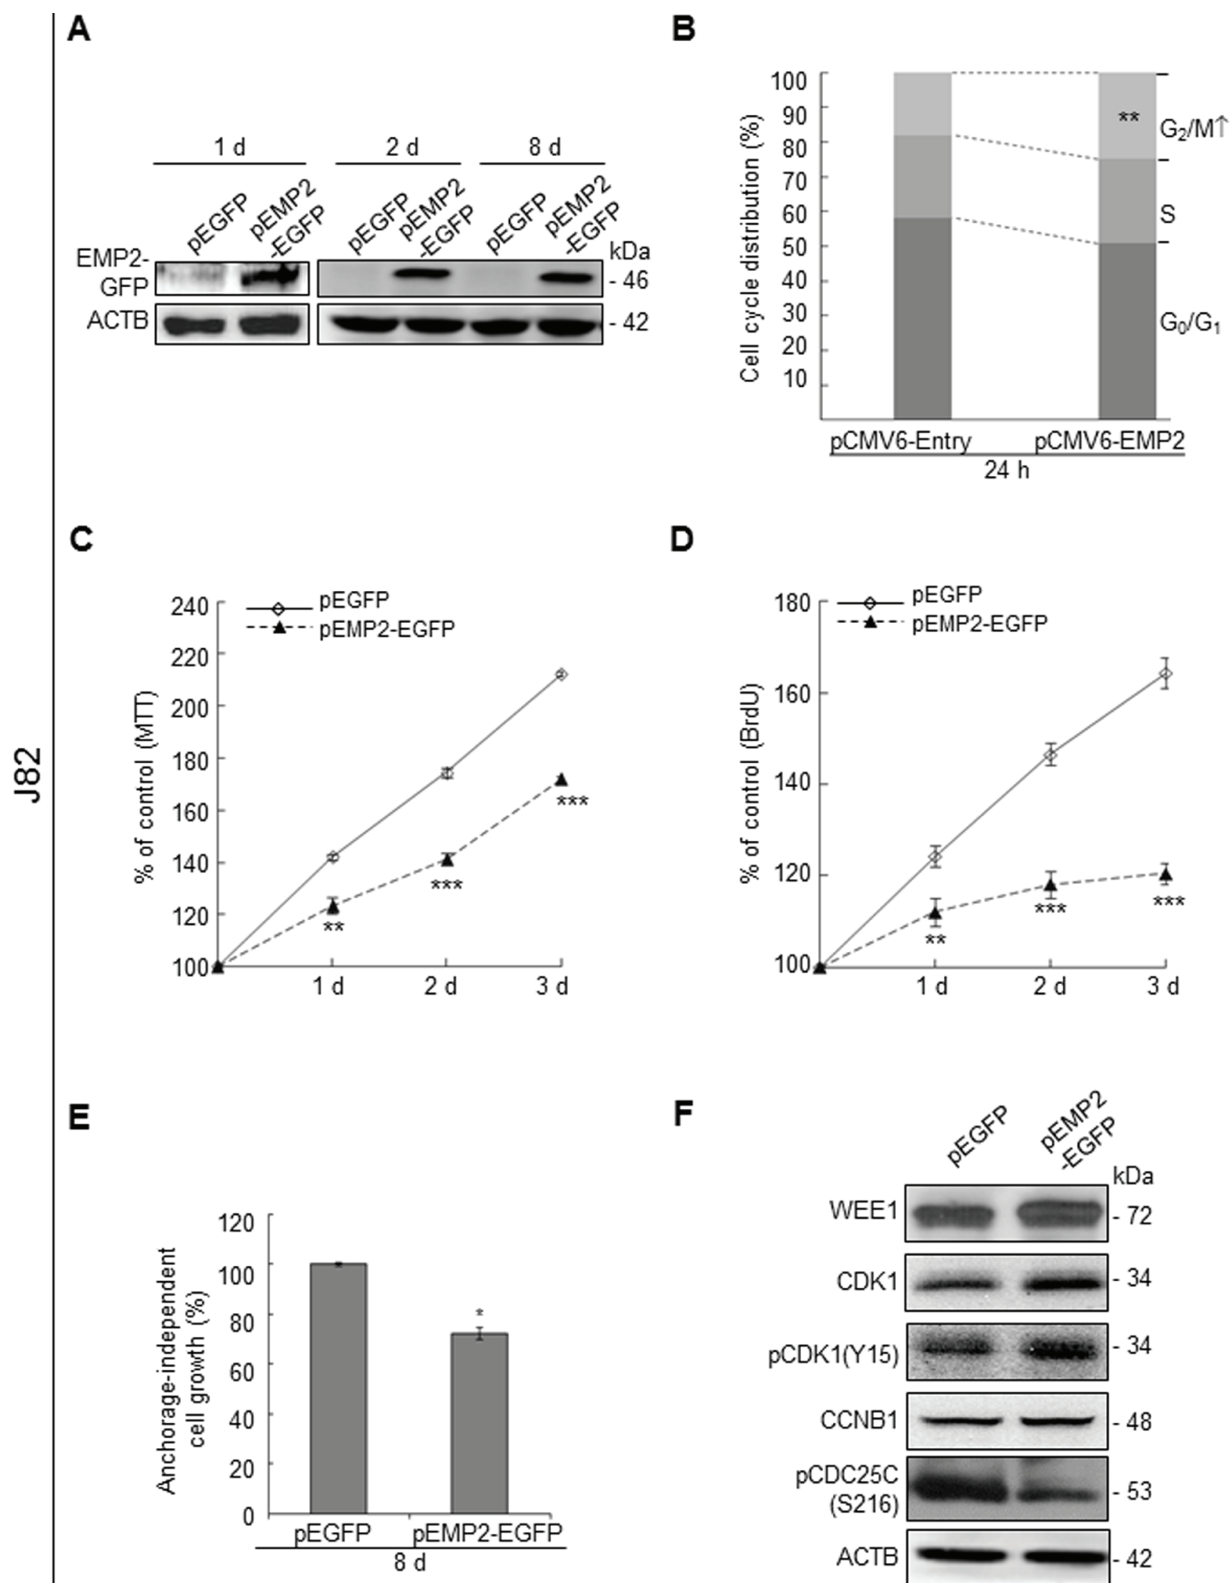 J82
A
1 d
2 d
8 d
pEGFP
pEMP2
-EGFP
pEGFP
pEMP2
-EGFP
pEGFP
pEMP2
-EGFP
kDa
EMP2-
GFP
- 46
ACTB
- 42
B
Cell cycle distribution (%)
100
90
80
70
60
50
40
30
20
10
**
G₂/M↑
S
G₀/G₁
pCMV6-Entry
pCMV6-EMP2
24 h
C
% of control (MTT)
240
220
200
180
160
140
120
100
pEGFP
pEMP2-EGFP
**
***
***
1 d
2 d
3 d
D
% of control (BrdU)
180
160
140
120
100
pEGFP
pEMP2-EGFP
**
***
***
1 d
2 d
3 d
E
Anchorage-independent
cell growth (%)
120
100
80
60
40
20
0
*
pEGFP
pEMP2-EGFP
8 d
F
pEGFP
pEMP2
-EGFP
kDa
WEE1
- 72
CDK1
- 34
pCDK1(Y15)
- 34
CCNB1
- 48
pCDC25C
(S216)
- 53
ACTB
- 42